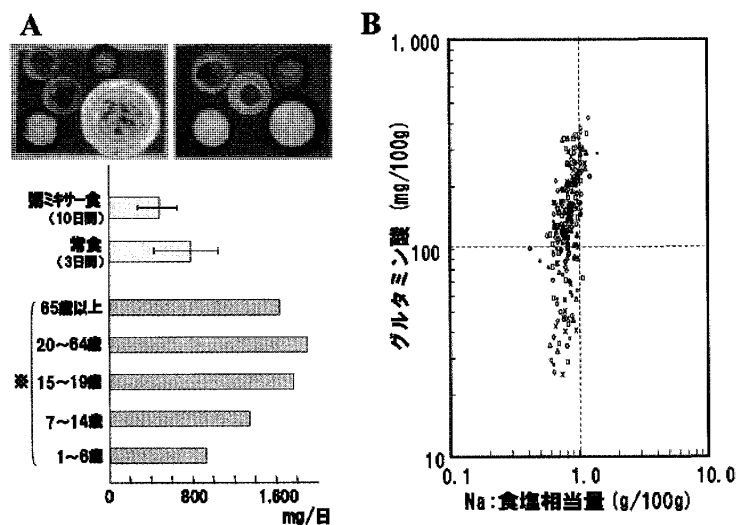 A
粥ミキサー食
(10日間)
常食
(3日間)
※
65歳以上
20～64歳
15～19歳
7～14歳
1～6歳
0 800 1,600
mg/日
B
グルタミン酸 (mg/100g)
1,000
100
10
0.1 1.0 10.0
Na:食塩相当量 (g/100g)